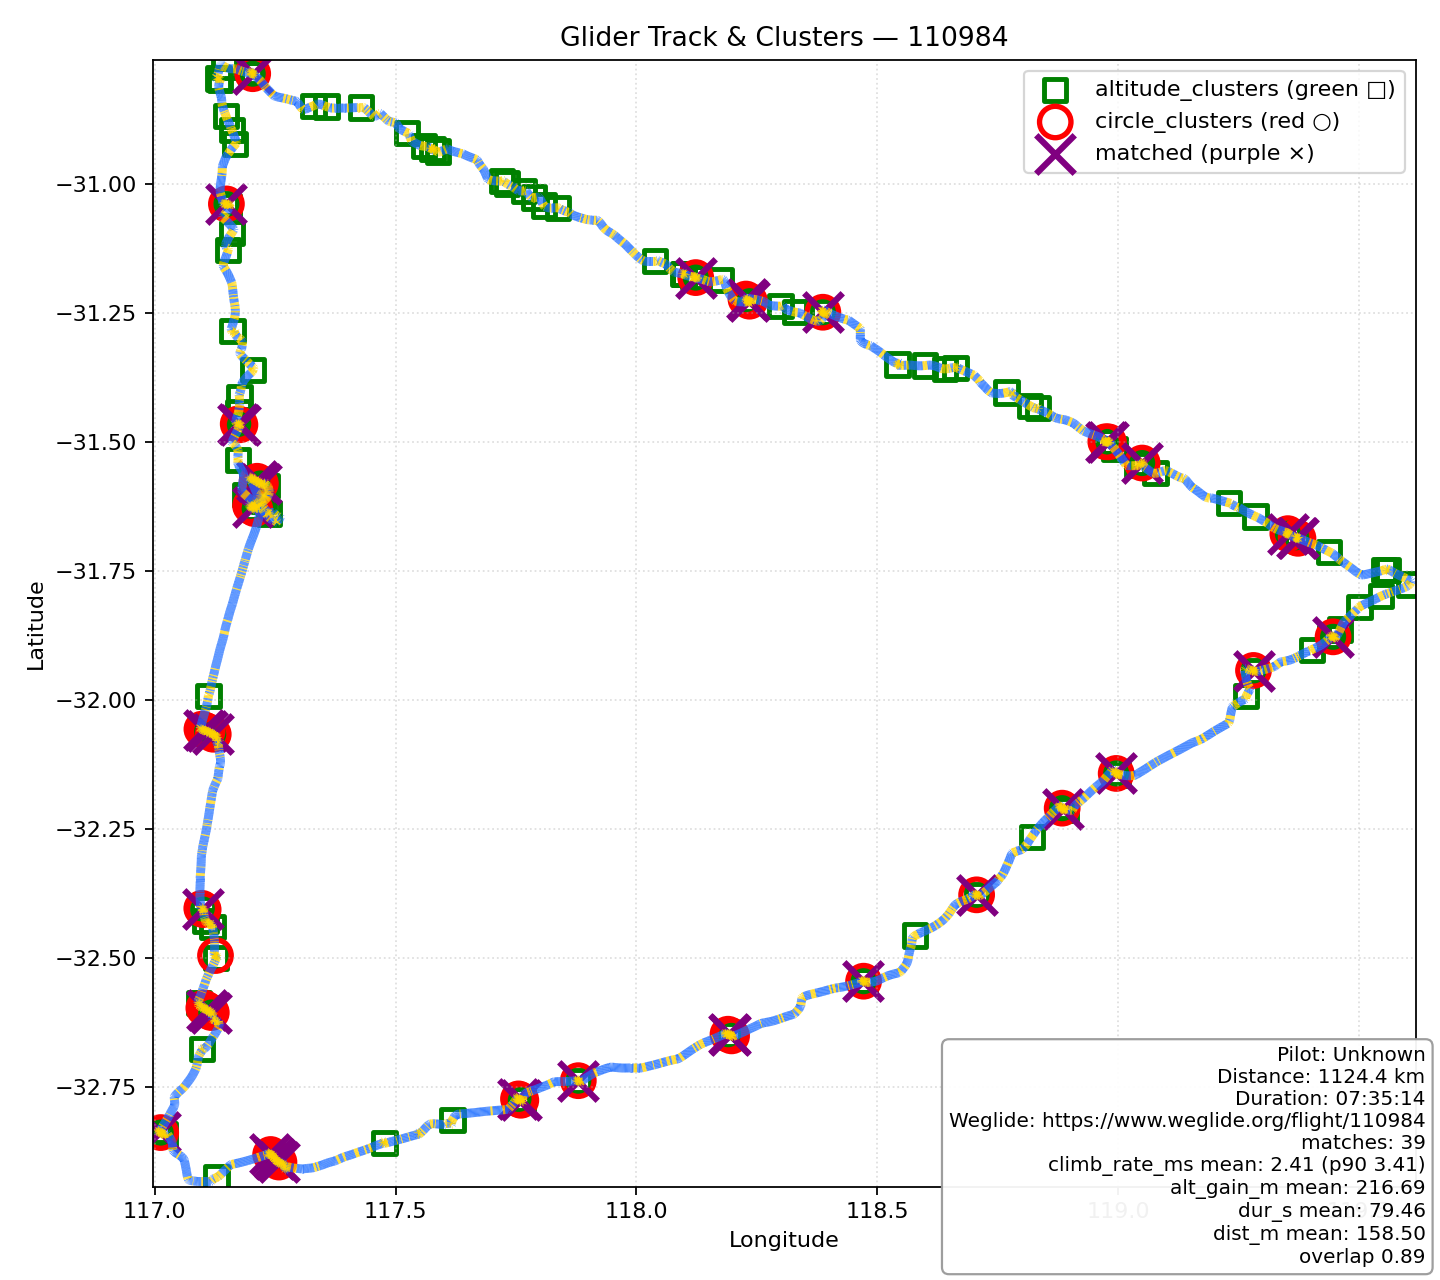 Glider Track & Clusters — 110984
altitude_clusters (green □)
circle_clusters (red ○)
matched (purple ×)
Latitude
−31.00
−31.25
−31.50
−31.75
−32.00
−32.25
−32.50
−32.75
117.0
117.5
118.0
118.5
119.0
Longitude
Pilot: Unknown
Distance: 1124.4 km
Duration: 07:35:14
Weglide: https://www.weglide.org/flight/110984
matches: 39
climb_rate_ms mean: 2.41 (p90 3.41)
alt_gain_m mean: 216.69
dur_s mean: 79.46
dist_m mean: 158.50
overlap 0.89